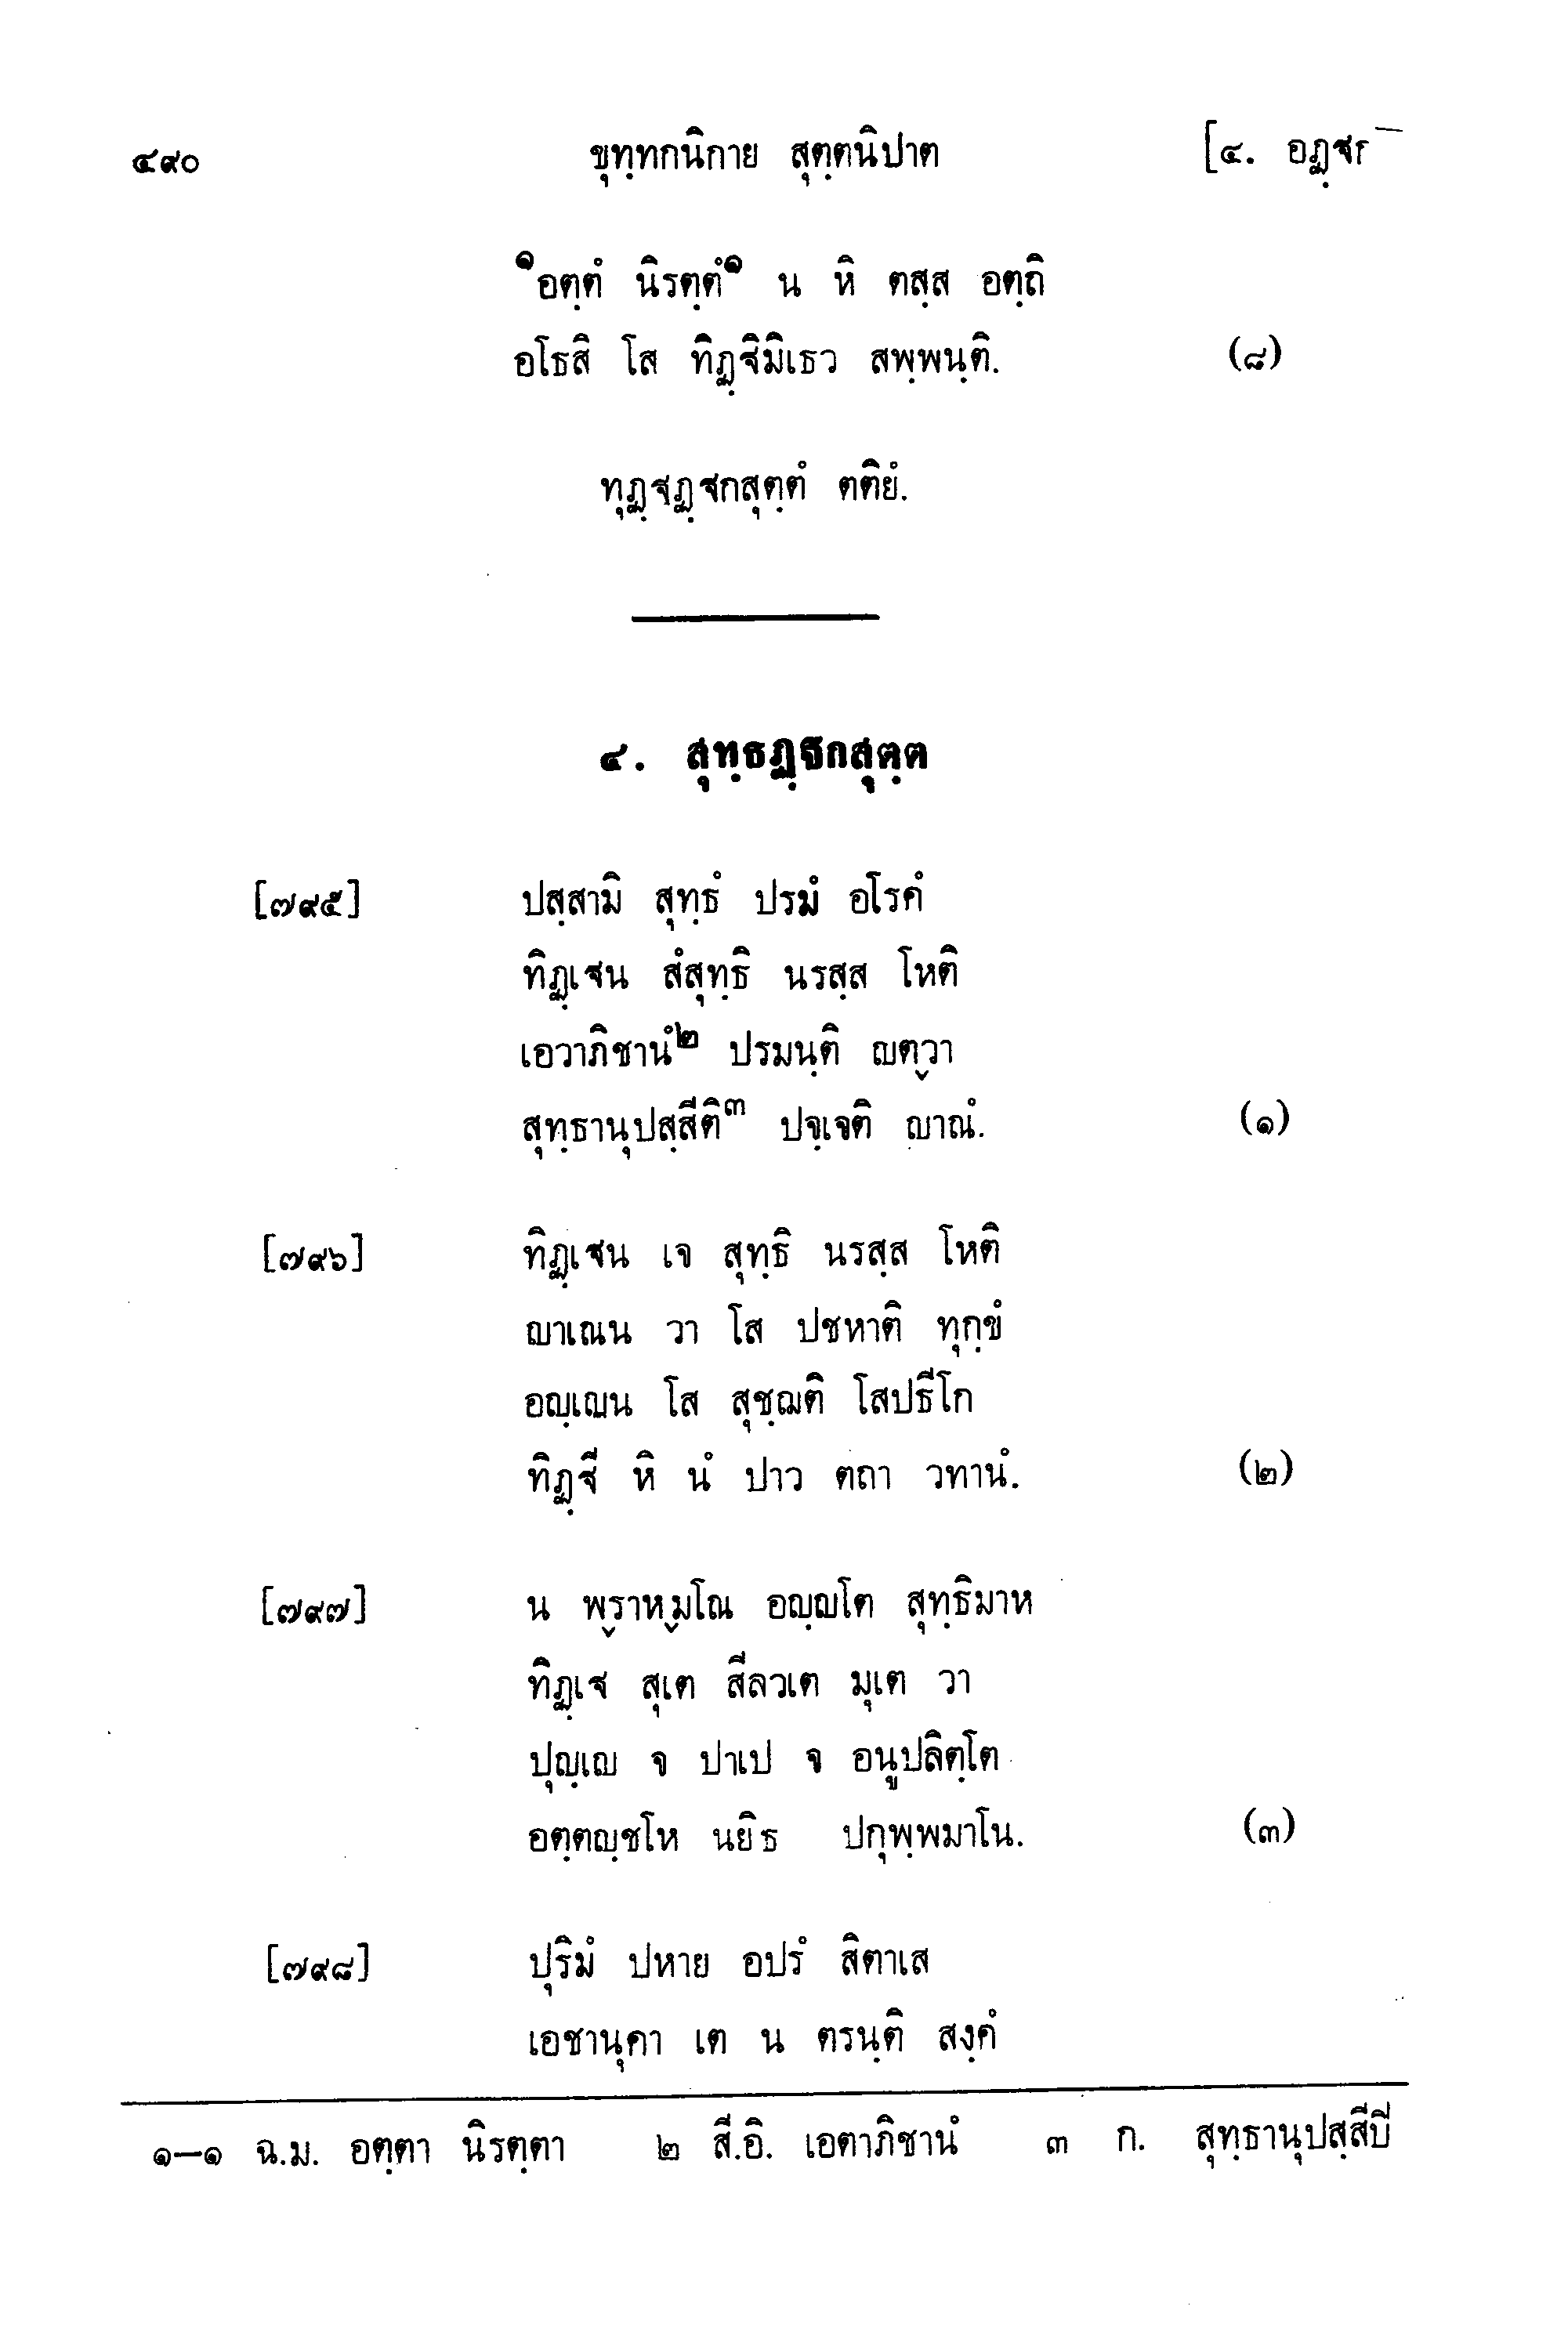 ๔๙๐ ขุทฺทกนิกาย สุตฺตนิปาต [๔. อฏฺฐก
๑อตฺตํ นิรตฺตํ๑ น หิ ตสฺส อตฺถิ
อโธสิ โส ทิฏฺฐิมิเธว สพฺพนฺติ. (๘)
ทุฏฺฐฏฺฐกสุตฺตํ ตติยํ.
๔. สุทฺธฏฺฐกสุตฺต
[๗๙๕] ปสฺสามิ สุทฺธํ ปรมํ อโรคํ
ทิฏฺเฐน สํสุทฺธิ นรสฺส โหติ
เอวาภิชานํ๒ ปรมนฺติ ญตฺวา
สุทฺธานุปสฺสีติ๓ ปจฺเจติ ญาณํ. (๑)
[๗๙๖] ทิฏฺเฐน เจ สุทฺธิ นรสฺส โหติ
ญาเณน วา โส ปชหาติ ทุกฺขํ
อญฺเญน โส สุชฺฌติ โสปธีโก
ทิฏฺฐี หิ นํ ปาว ตถา วทานํ. (๒)
[๗๙๗] น พฺราหฺมโณ อญฺญโต สุทฺธิมาห
ทิฏฺเฐ สุเต สีลวเต มุเต วา
ปุญฺเญ จ ปาเป จ อนูปลิตฺโต
อตฺตญฺชโห นยิธ ปกุพฺพมาโน. (๓)
[๗๙๘] ปุริมํ ปหาย อปรํ สิตาเส
เอชานุคา เต น ตรนฺติ สงฺคํ
๑—๑ ฉ.ม. อตฺตา นิรตฺตา ๒ สี.อิ. เอตาภิชานํ ๓ ก. สุทฺธานุปสฺสีปี